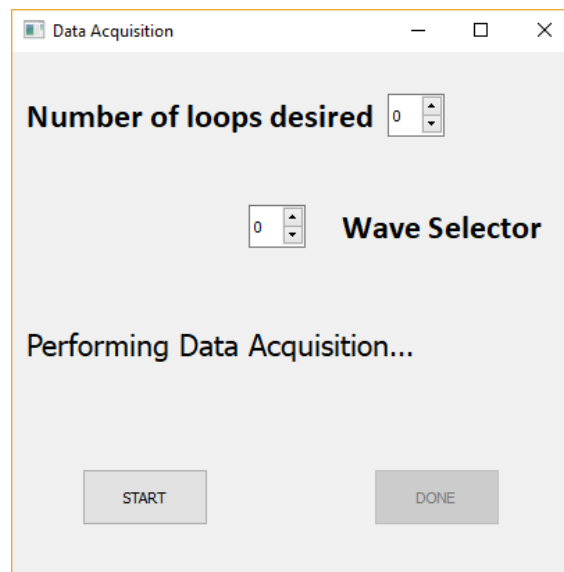 Data Acquisition
Number of loops desired 0
0 Wave Selector
Performing Data Acquisition...
START DONE